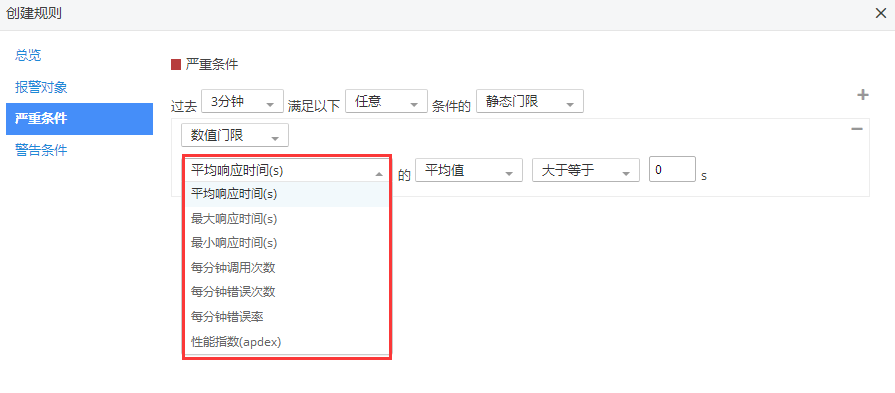 创建规则
总览
报警对象
严重条件
警告条件
严重条件
过去 3分钟 满足以下 任意 条件的 静态门限
数值门限
平均响应时间(s) 的 平均值 大于等于 0 s
平均响应时间(s)
最大响应时间(s)
最小响应时间(s)
每分钟调用次数
每分钟错误次数
每分钟错误率
性能指数(apdex)